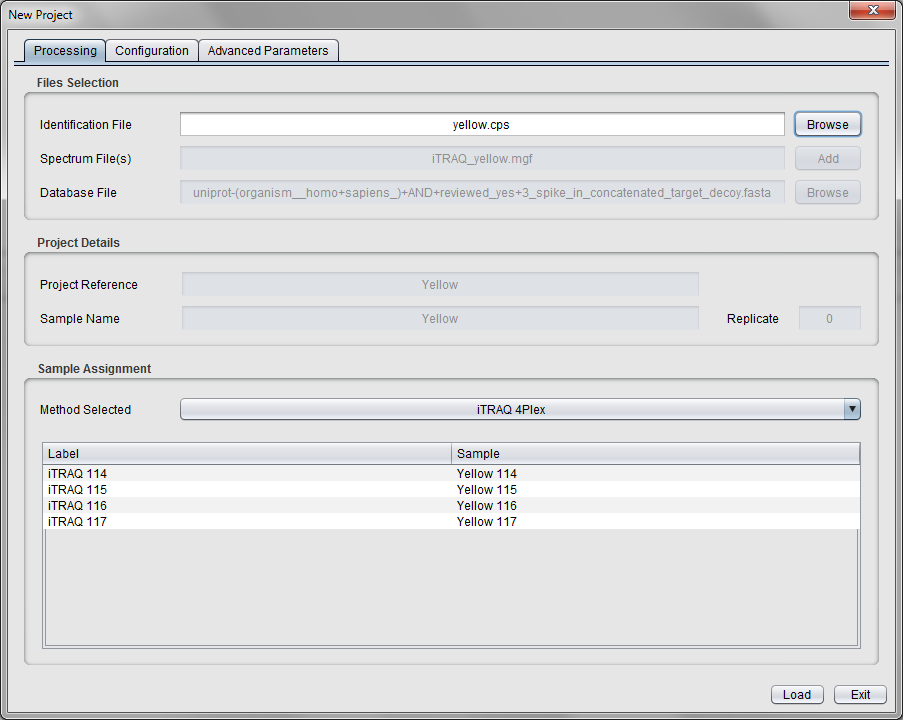 New Project
Processing Configuration Advanced Parameters
Files Selection
Identification File yellow.cps Browse
Spectrum File(s) iTRAQ_yellow.mgf Add
Database File uniprot-(organism__homo+sapiens_)+AND+reviewed_yes+3_spike_in_concatenated_target_decoy.fasta Browse
Project Details
Project Reference Yellow
Sample Name Yellow Replicate 0
Sample Assignment
Method Selected iTRAQ 4Plex
Label Sample
iTRAQ 114 Yellow 114
iTRAQ 115 Yellow 115
iTRAQ 116 Yellow 116
iTRAQ 117 Yellow 117
Load Exit